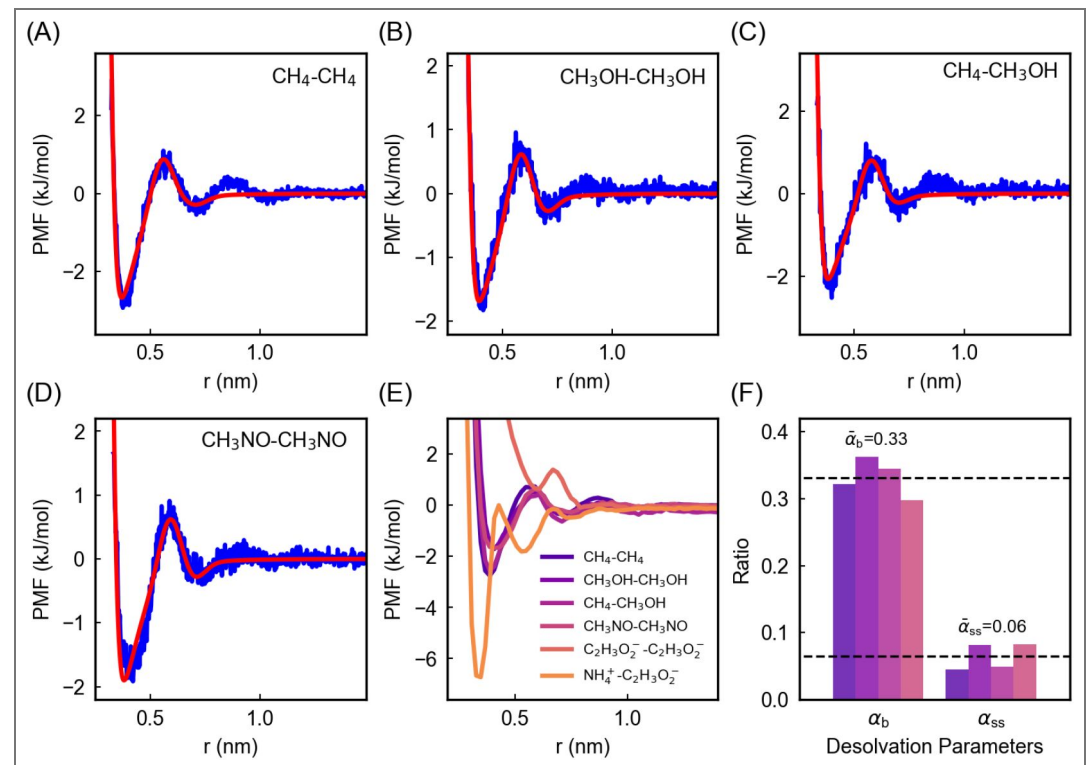 (A)
CH₄-CH₄
PMF (kJ/mol)
2
0
−2
0.5
1.0
r (nm)
(B)
CH₃OH-CH₃OH
PMF (kJ/mol)
2
1
0
−1
−2
0.5
1.0
r (nm)
(C)
CH₄-CH₃OH
PMF (kJ/mol)
2
0
−2
0.5
1.0
r (nm)
(D)
CH₃NO-CH₃NO
PMF (kJ/mol)
2
1
0
−1
−2
0.5
1.0
r (nm)
(E)
PMF (kJ/mol)
2
0
−2
−4
−6
CH₄-CH₄
CH₃OH-CH₃OH
CH₄-CH₃OH
CH₃NO-CH₃NO
C₂H₃O₂⁻-C₂H₃O₂⁻
NH₄⁺-C₂H₃O₂⁻
0.5
1.0
r (nm)
(F)
Ratio
0.4
0.3
0.2
0.1
0.0
ᾱ_b=0.33
ᾱ_ss=0.06
α_b
α_ss
Desolvation Parameters